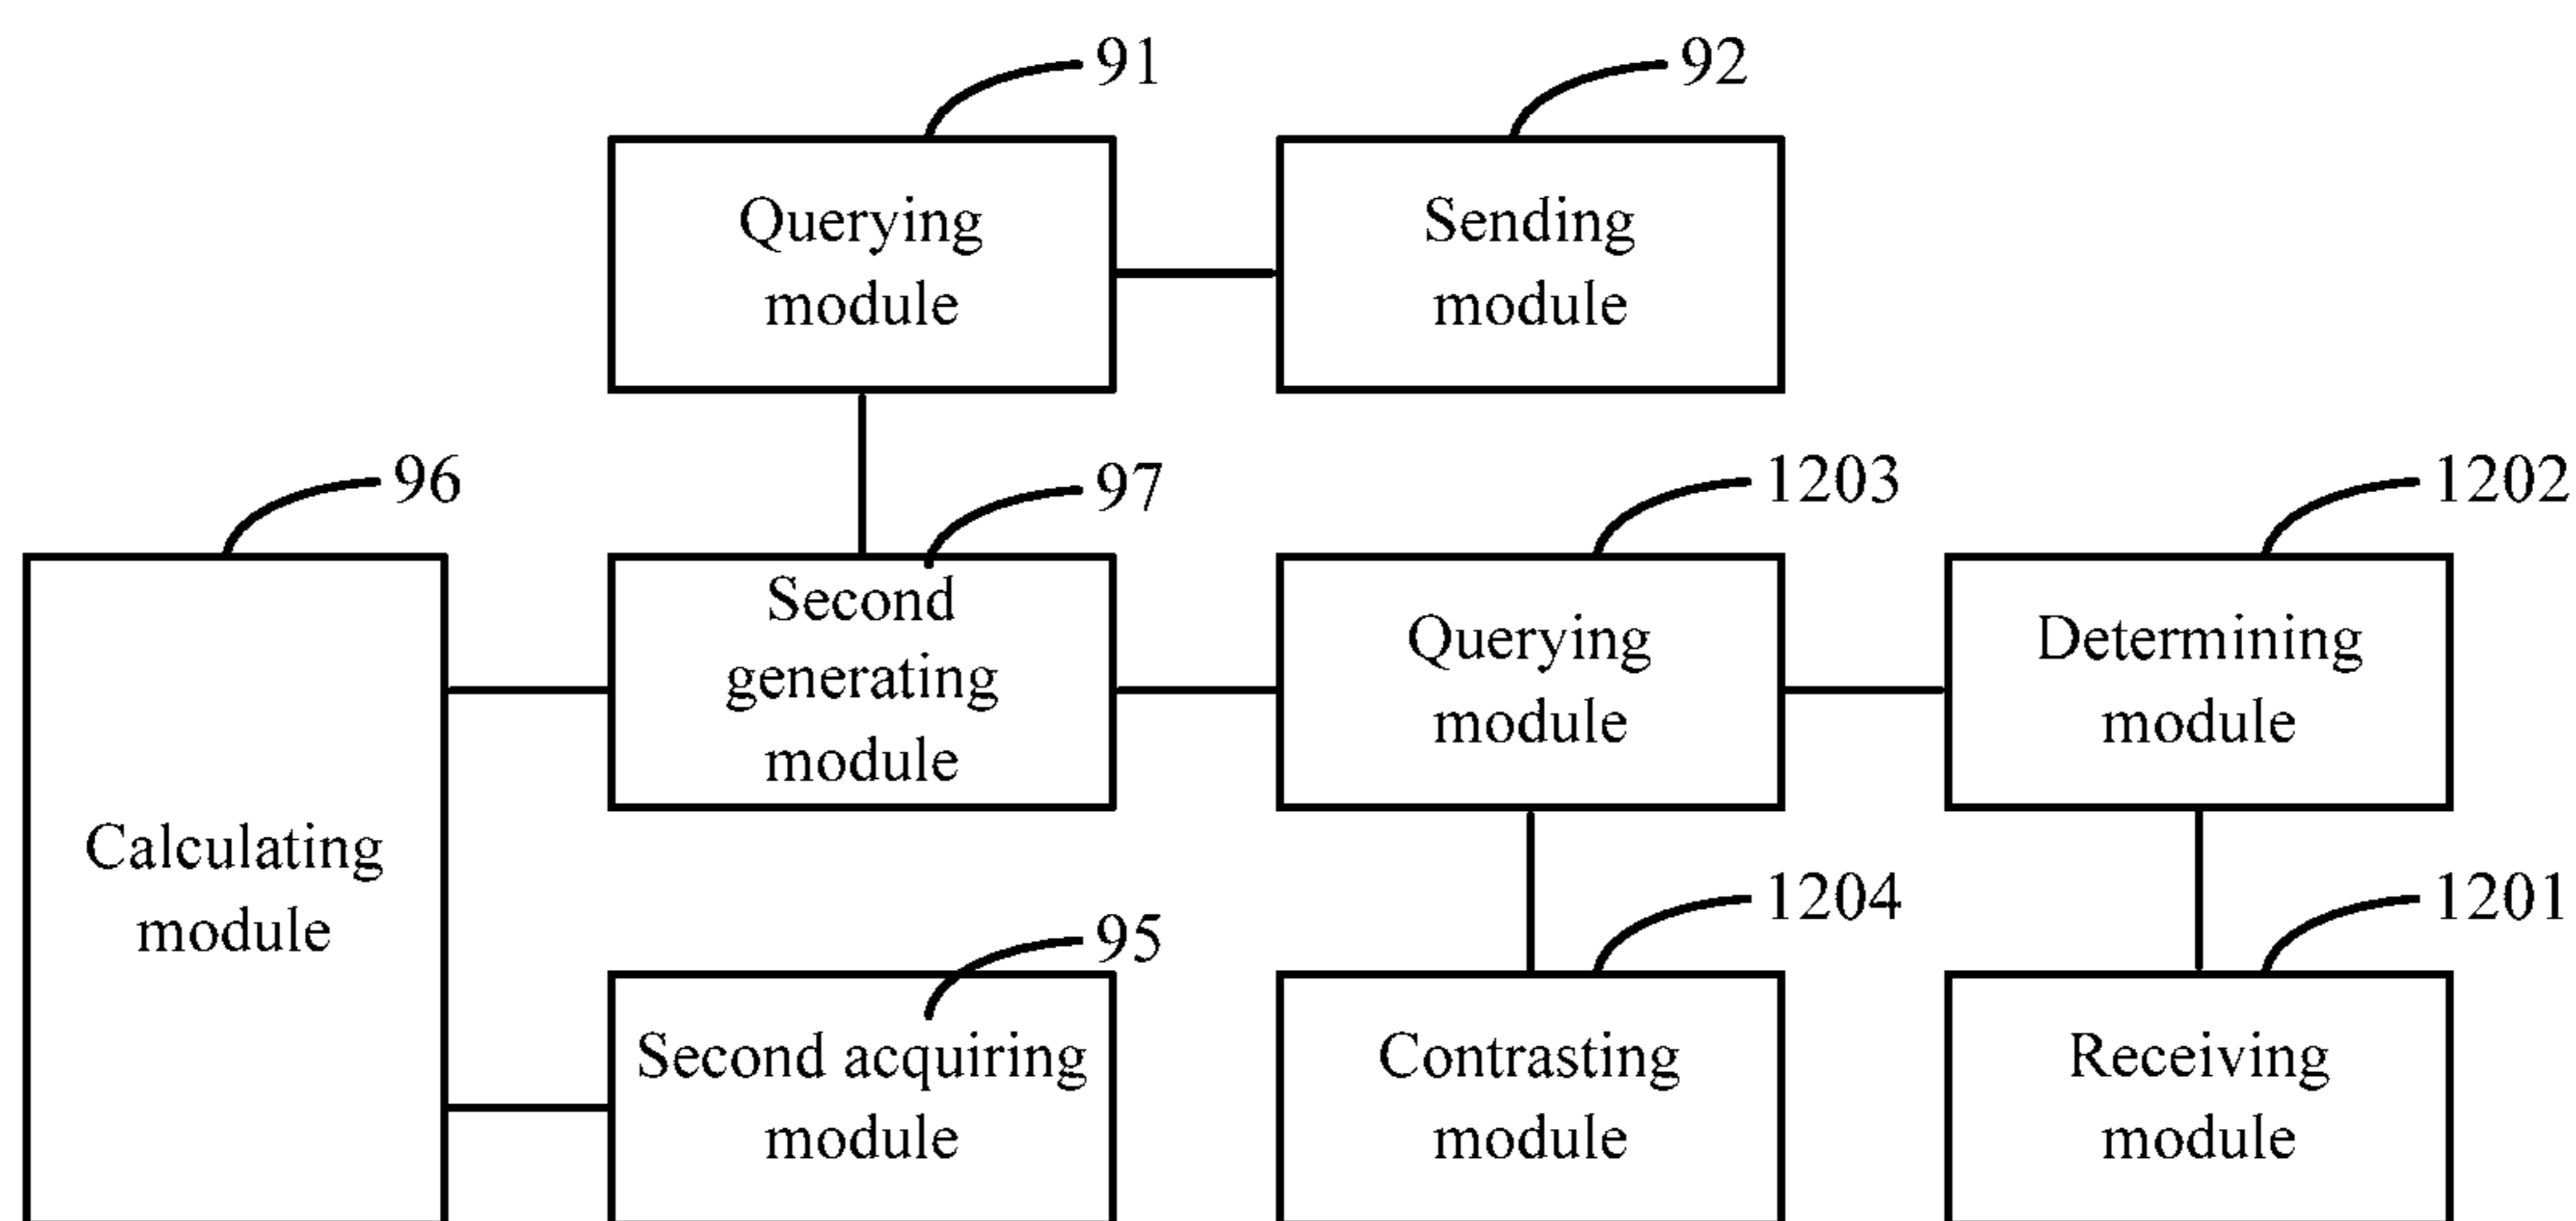 91
92
Querying
module
Sending
module
96
97
1203
1202
Calculating
module
Second
generating
module
Querying
module
Determining
module
95
1204
1201
Second acquiring
module
Contrasting
module
Receiving
module